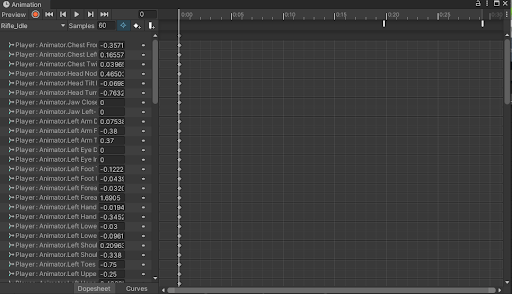 Animation
Preview 0 0:00 0:05 0:10 0:15 0:20 0:25 0:30
Rifle_Idle Samples 60
Player : Animator.Chest Fron -0.3571
Player : Animator.Chest Left 0.16557
Player : Animator.Chest Twi 0.03965
Player : Animator.Head Nod 0.46503
Player : Animator.Head Tilt -0.0698
Player : Animator.Head Turn -0.7632
Player : Animator.Jaw Close 0
Player : Animator.Jaw Left- 0
Player : Animator.Left Arm D 0.07538
Player : Animator.Left Arm F -0.38
Player : Animator.Left Arm T 0.37
Player : Animator.Left Eye D 0
Player : Animator.Left Eye In 0
Player : Animator.Left Foot -0.1222
Player : Animator.Left Foot -0.0439
Player : Animator.Left Forea -0.0320
Player : Animator.Left Forea 1.6905
Player : Animator.Left Hand -0.0194
Player : Animator.Left Hand -0.3452
Player : Animator.Left Lowe -0.03
Player : Animator.Left Lowe -0.0961
Player : Animator.Left Shoul 0.20963
Player : Animator.Left Shoul -0.338
Player : Animator.Left Toes -0.75
Player : Animator.Left Uppe -0.25
Dopesheet Curves